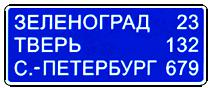 ЗЕЛЕНОГРАД 23
ТВЕРЬ 132
С.-ПЕТЕРБУРГ 679